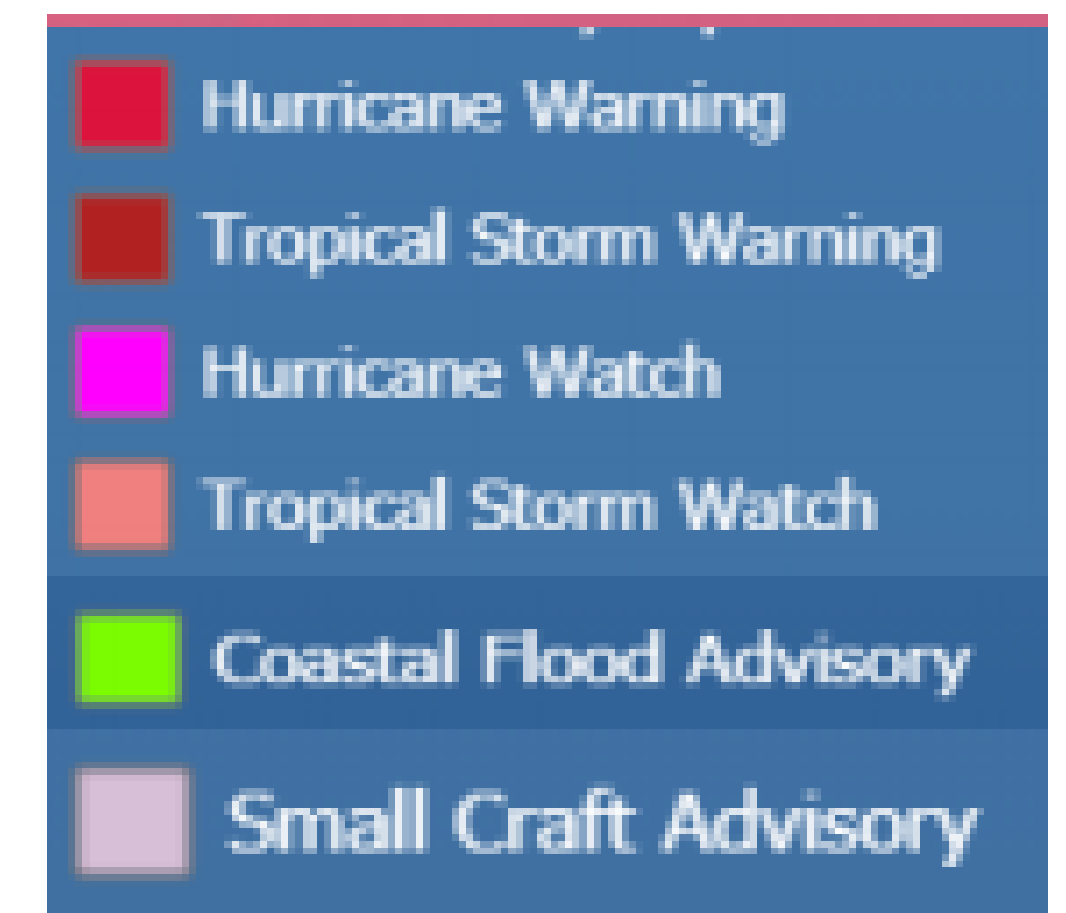 Hurricane Warning
Tropical Storm Warning
Hurricane Watch
Tropical Storm Watch
Coastal Flood Advisory
Small Craft Advisory